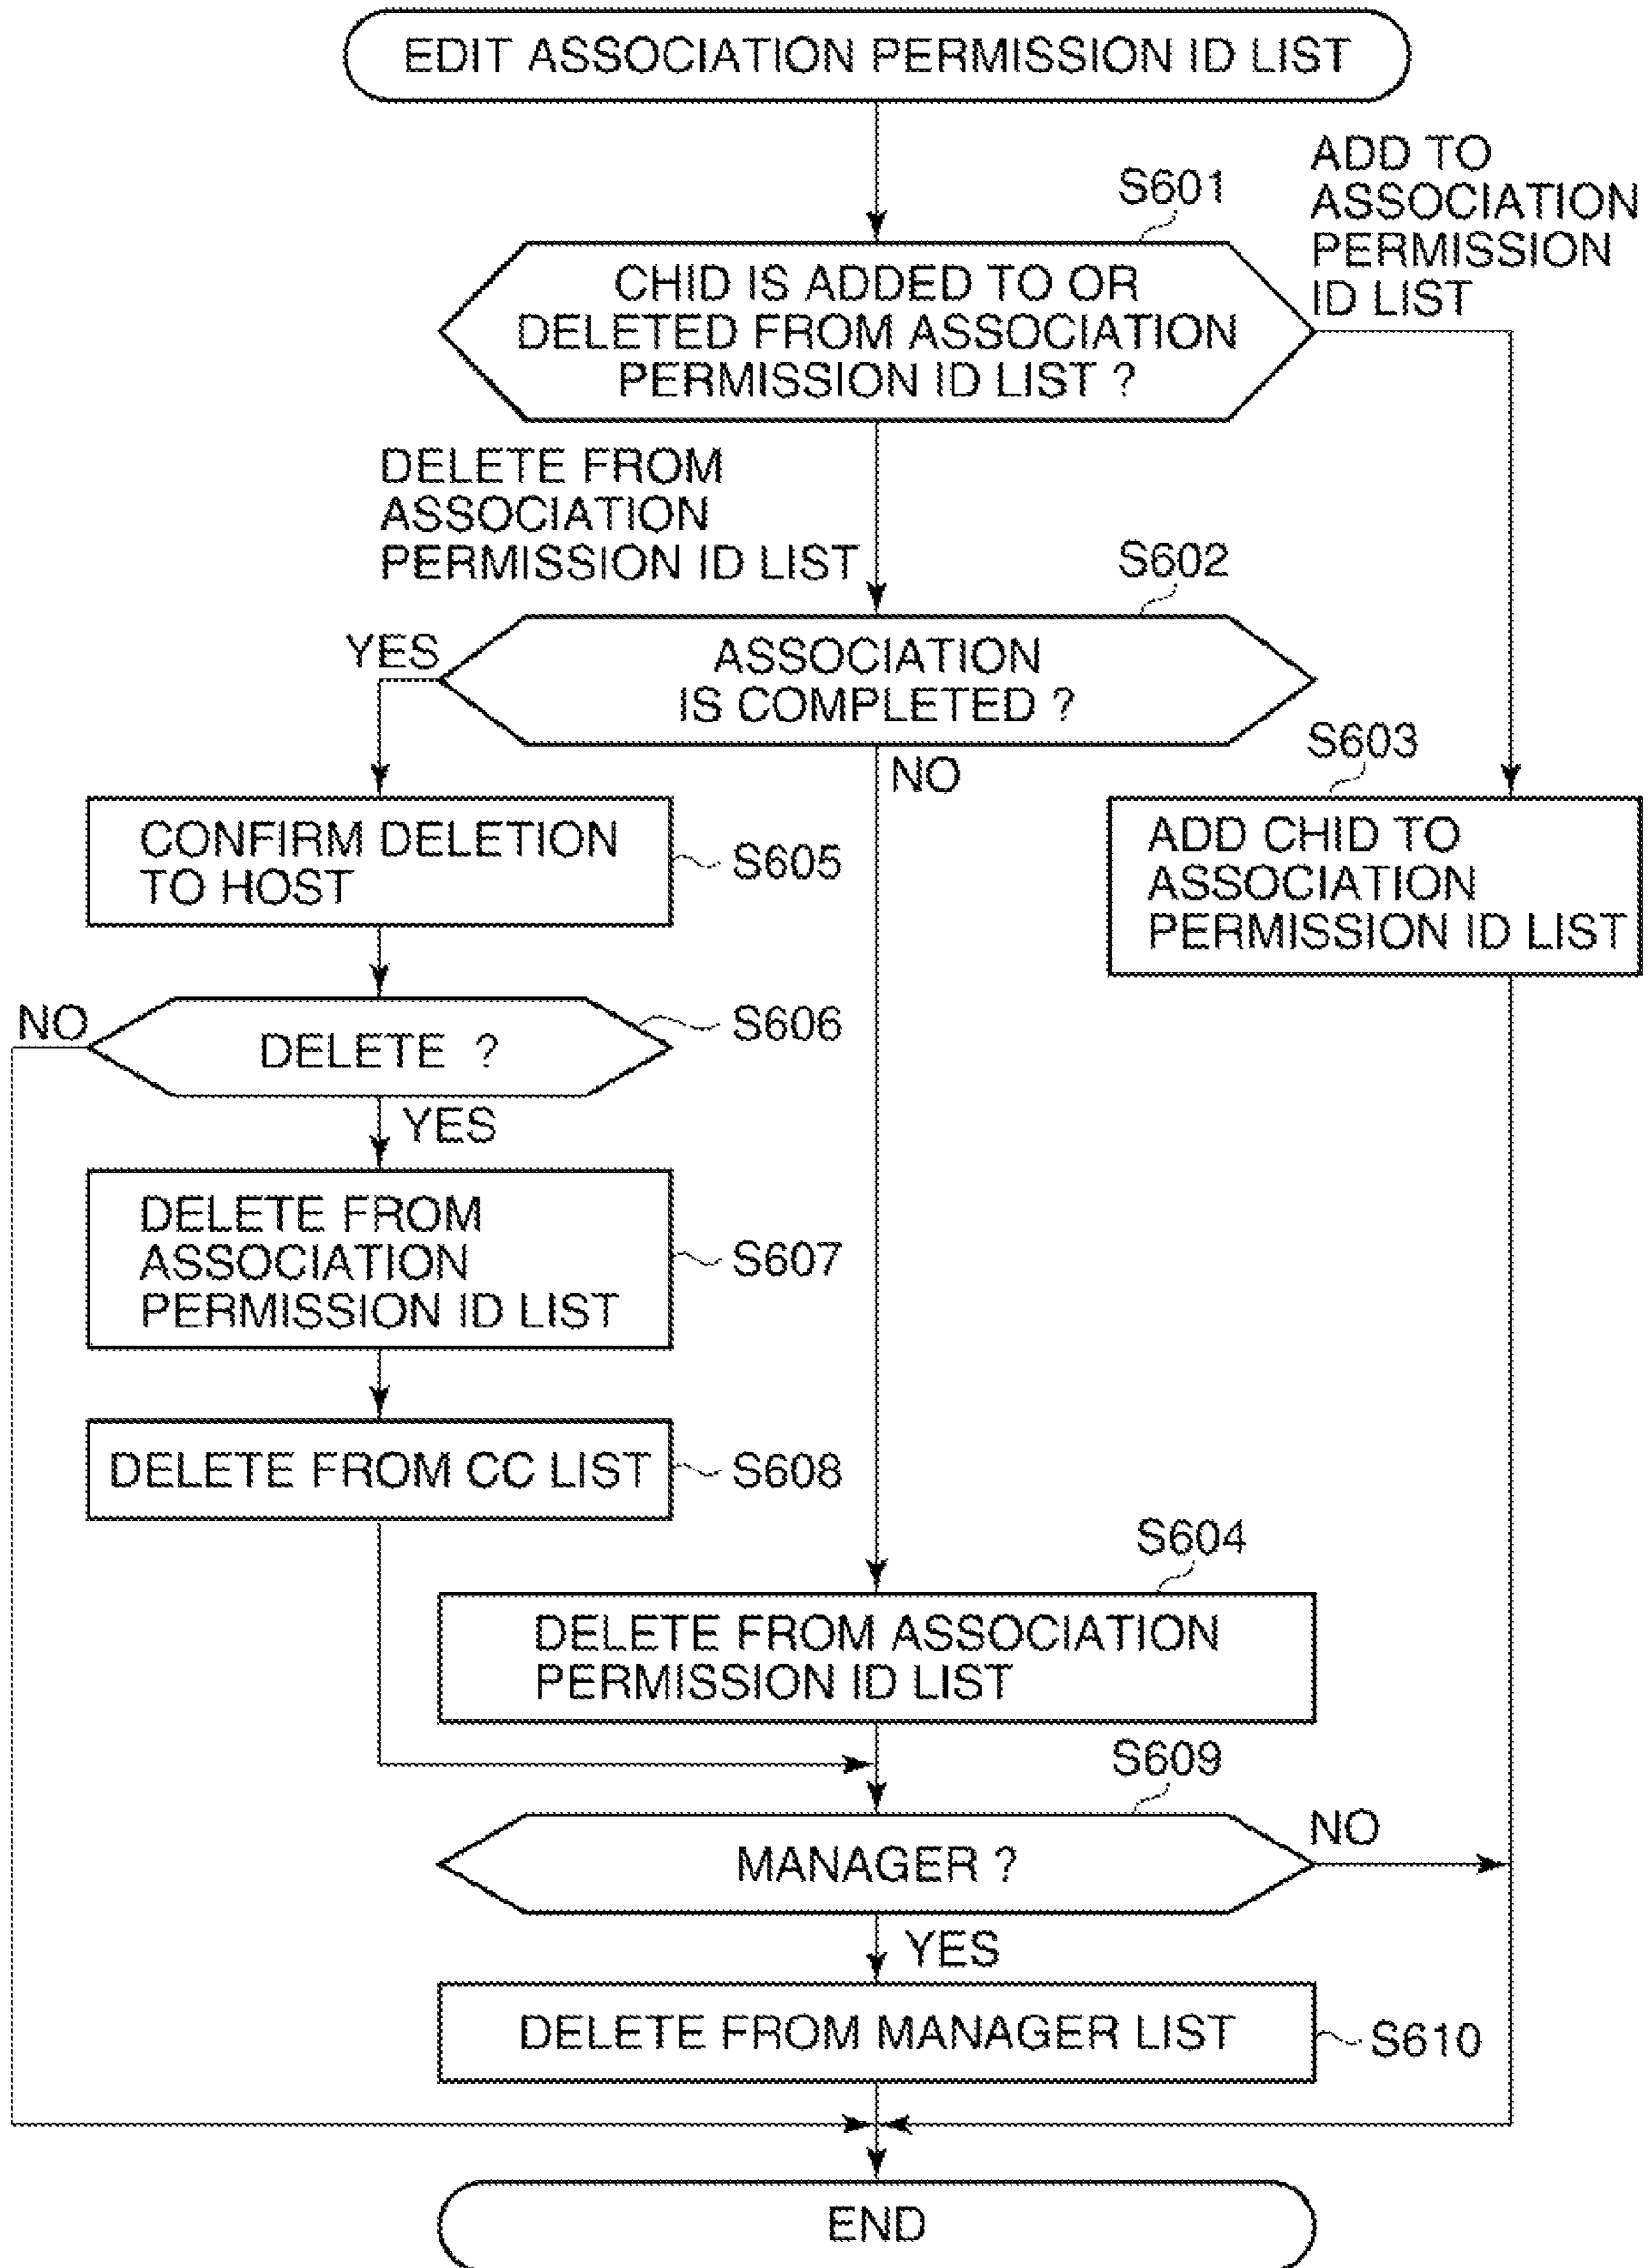 EDIT ASSOCIATION PERMISSION ID LIST
S601
ADD TO
ASSOCIATION
PERMISSION
ID LIST
CHID IS ADDED TO OR
DELETED FROM ASSOCIATION
PERMISSION ID LIST ?
DELETE FROM
ASSOCIATION
PERMISSION ID LIST
S602
YES
ASSOCIATION
IS COMPLETED ?
NO
S603
CONFIRM DELETION
TO HOST
S605
ADD CHID TO
ASSOCIATION
PERMISSION ID LIST
NO
DELETE ?
S606
YES
DELETE FROM
ASSOCIATION
PERMISSION ID LIST
S607
DELETE FROM CC LIST
S608
S604
DELETE FROM ASSOCIATION
PERMISSION ID LIST
S609
MANAGER ?
NO
YES
DELETE FROM MANAGER LIST
S610
END